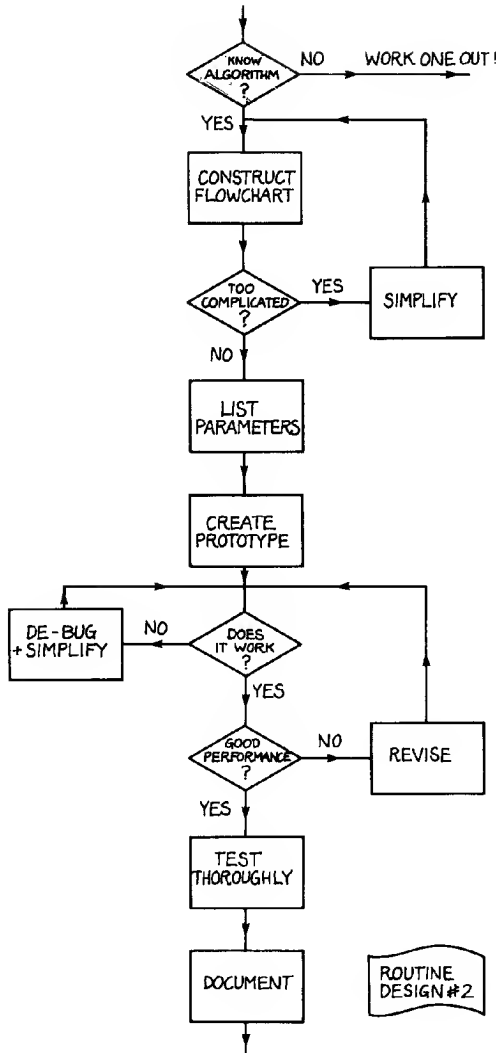 KNOW
ALGORITHM
?
NO
WORK ONE OUT!
YES
CONSTRUCT
FLOWCHART
TOO
COMPLICATED
?
YES
SIMPLIFY
NO
LIST
PARAMETERS
CREATE
PROTOTYPE
DE-BUG
+ SIMPLIFY
NO
DOES
IT WORK
?
YES
GOOD
PERFORMANCE
?
NO
REVISE
YES
TEST
THOROUGHLY
DOCUMENT
ROUTINE
DESIGN #2